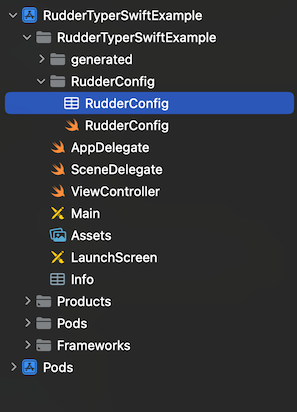 RudderTyperSwiftExample
RudderTyperSwiftExample
generated
RudderConfig
RudderConfig
RudderConfig
AppDelegate
SceneDelegate
ViewController
Main
Assets
LaunchScreen
Info
Products
Pods
Frameworks
Pods